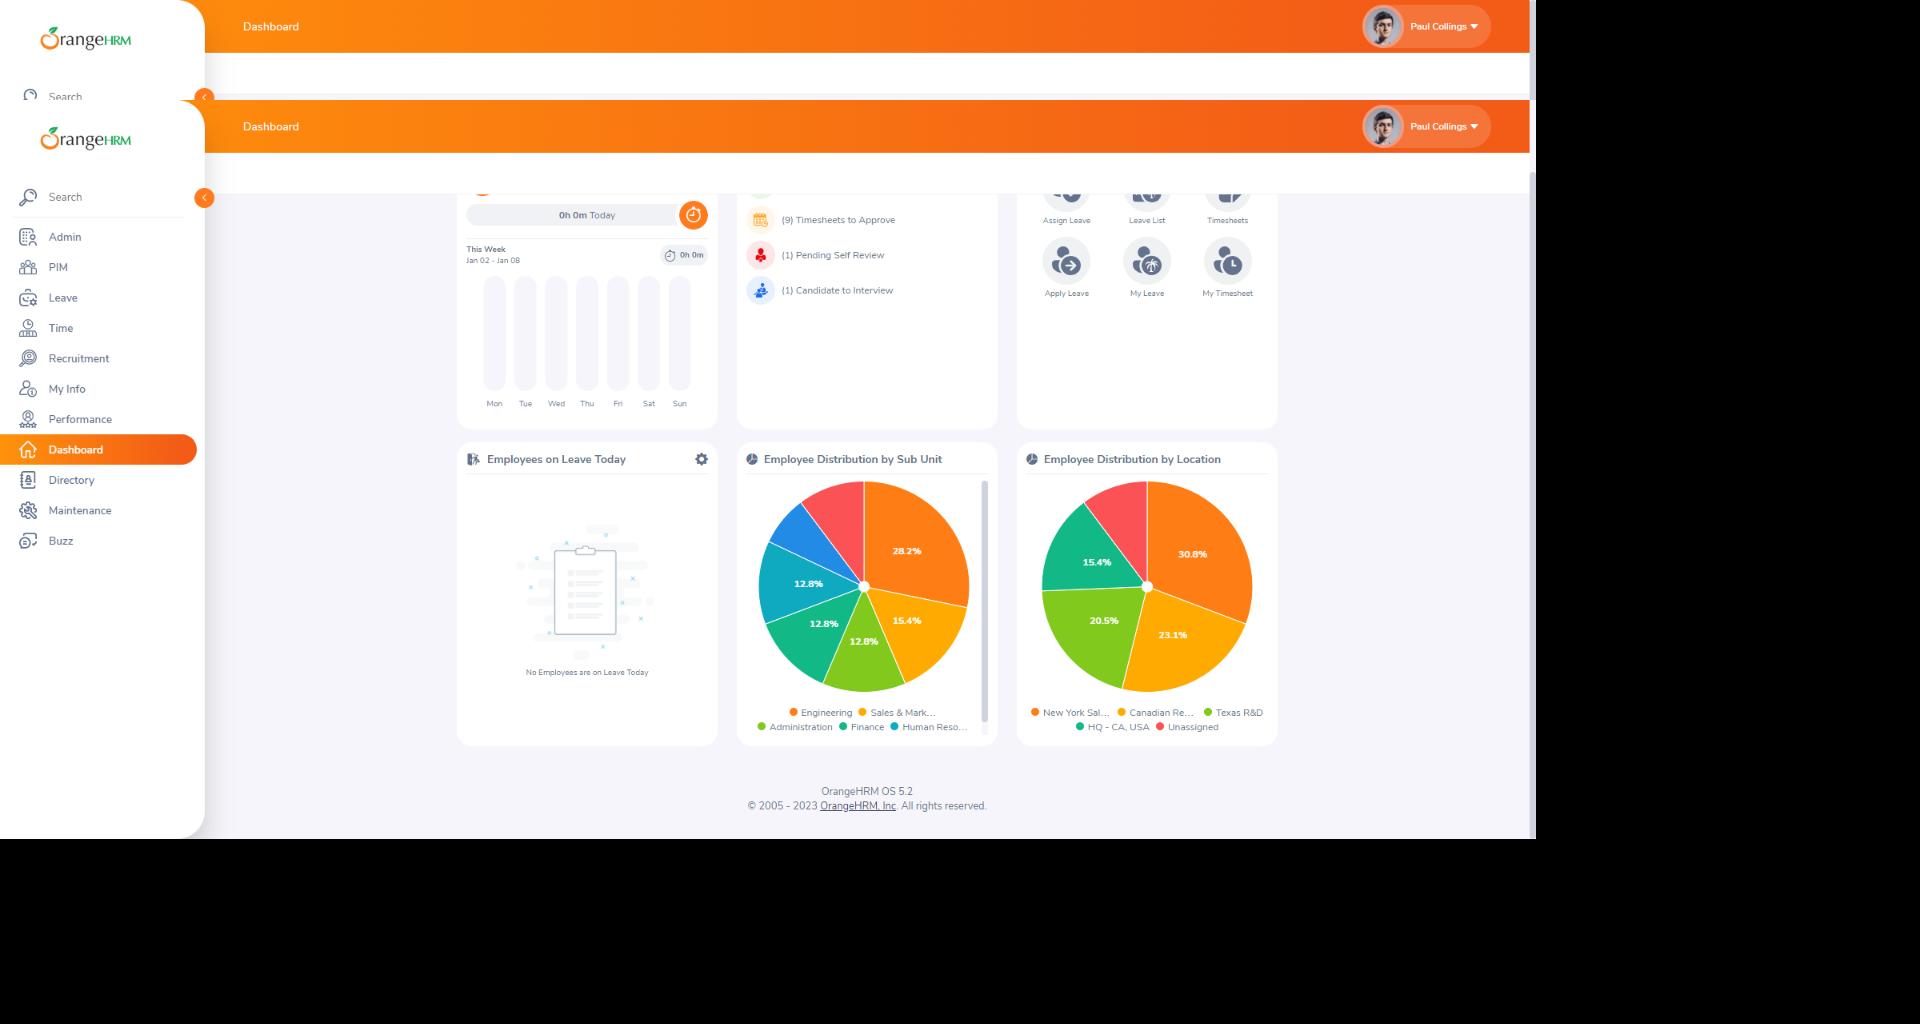 OrangeHRM
Dashboard
Paul Collings
Search
OrangeHRM
Dashboard
Paul Collings
Search
Admin
PIM
Leave
Time
Recruitment
My Info
Performance
Dashboard
Directory
Maintenance
Buzz
0h 0m Today
This Week
Jan 02 - Jan 08
0h 0m
Mon Tue Wed Thu Fri Sat Sun
(9) Timesheets to Approve
(1) Pending Self Review
(1) Candidate to Interview
Assign Leave Leave List Timesheets
Apply Leave My Leave My Timesheet
Employees on Leave Today
No Employees are on Leave Today
Employee Distribution by Sub Unit
28.2%
12.8%
15.4%
12.8%
12.8%
Engineering Sales & Mark...
Administration Finance Human Reso...
Employee Distribution by Location
30.8%
15.4%
20.5%
23.1%
New York Sal... Canadian Re... Texas R&D
HQ - CA, USA Unassigned
OrangeHRM OS 5.2
© 2005 - 2023 OrangeHRM, Inc. All rights reserved.